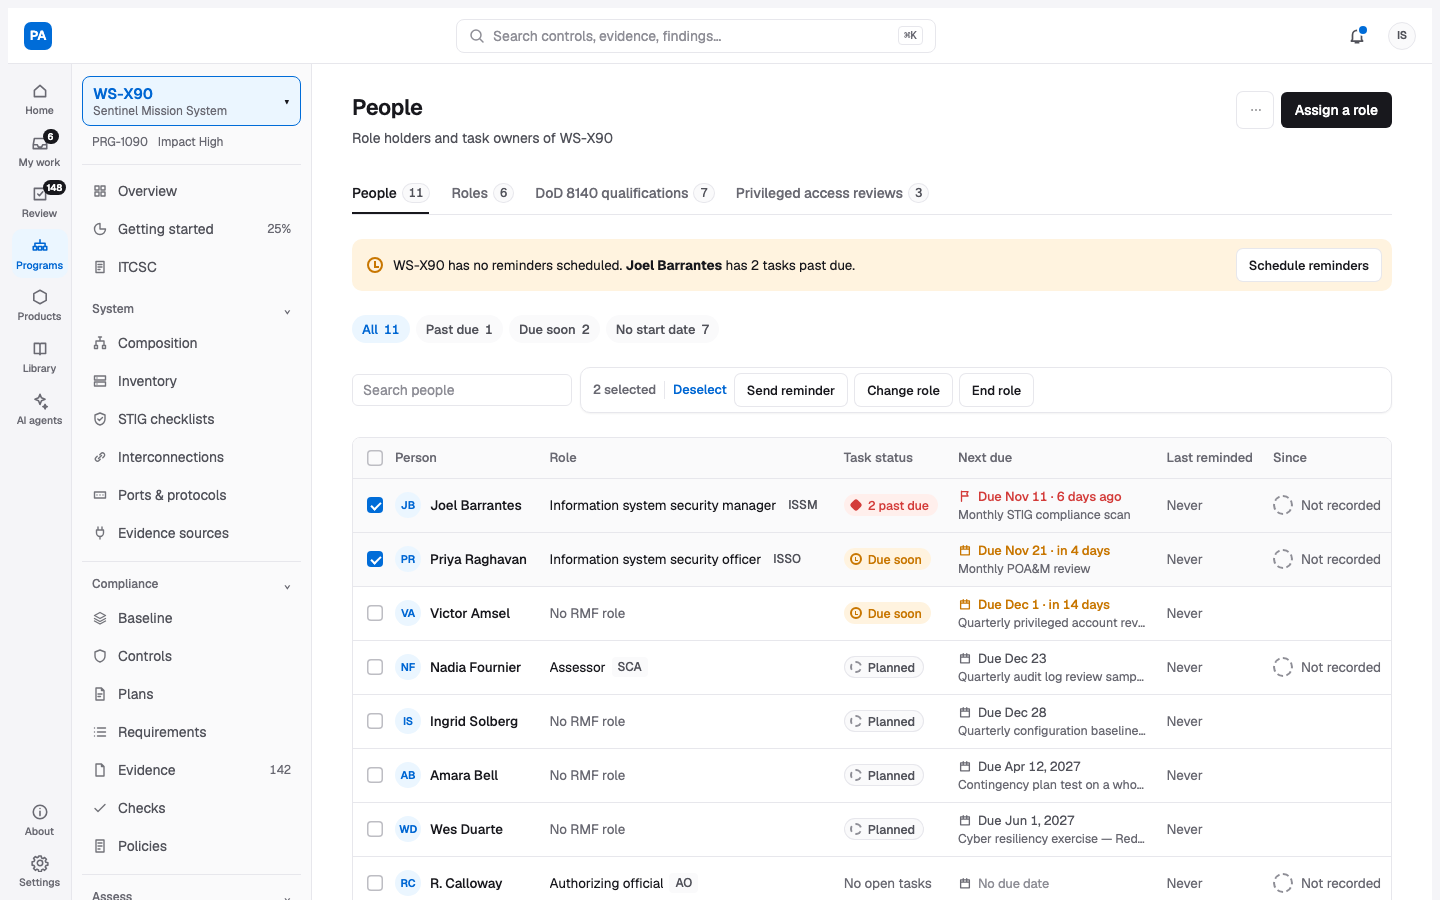 PA
Search controls, evidence, findings...
⌘K
IS
Home
6
My work
148
Review
Programs
Products
Library
AI agents
About
Settings
WS-X90
Sentinel Mission System
PRG-1090 Impact High
Overview
Getting started 25%
ITCSC
System
Composition
Inventory
STIG checklists
Interconnections
Ports & protocols
Evidence sources
Compliance
Baseline
Controls
Plans
Requirements
Evidence 142
Checks
Policies
Assess
People
Role holders and task owners of WS-X90
...
Assign a role
People 11 Roles 6 DoD 8140 qualifications 7 Privileged access reviews 3
WS-X90 has no reminders scheduled. Joel Barrantes has 2 tasks past due.
Schedule reminders
All 11 Past due 1 Due soon 2 No start date 7
Search people
2 selected Deselect Send reminder Change role End role
Person Role Task status Next due Last reminded Since
JB Joel Barrantes Information system security manager ISSM 2 past due Due Nov 11 · 6 days ago Never Not recorded
Monthly STIG compliance scan
PR Priya Raghavan Information system security officer ISSO Due soon Due Nov 21 · in 4 days Never Not recorded
Monthly POA&M review
VA Victor Amsel No RMF role Due soon Due Dec 1 · in 14 days Never
Quarterly privileged account rev...
NF Nadia Fournier Assessor SCA Planned Due Dec 23 Never Not recorded
Quarterly audit log review samp...
IS Ingrid Solberg No RMF role Planned Due Dec 28 Never
Quarterly configuration baseline...
AB Amara Bell No RMF role Planned Due Apr 12, 2027 Never
Contingency plan test on a who...
WD Wes Duarte No RMF role Planned Due Jun 1, 2027 Never
Cyber resiliency exercise — Red...
RC R. Calloway Authorizing official AO No open tasks No due date Never Not recorded